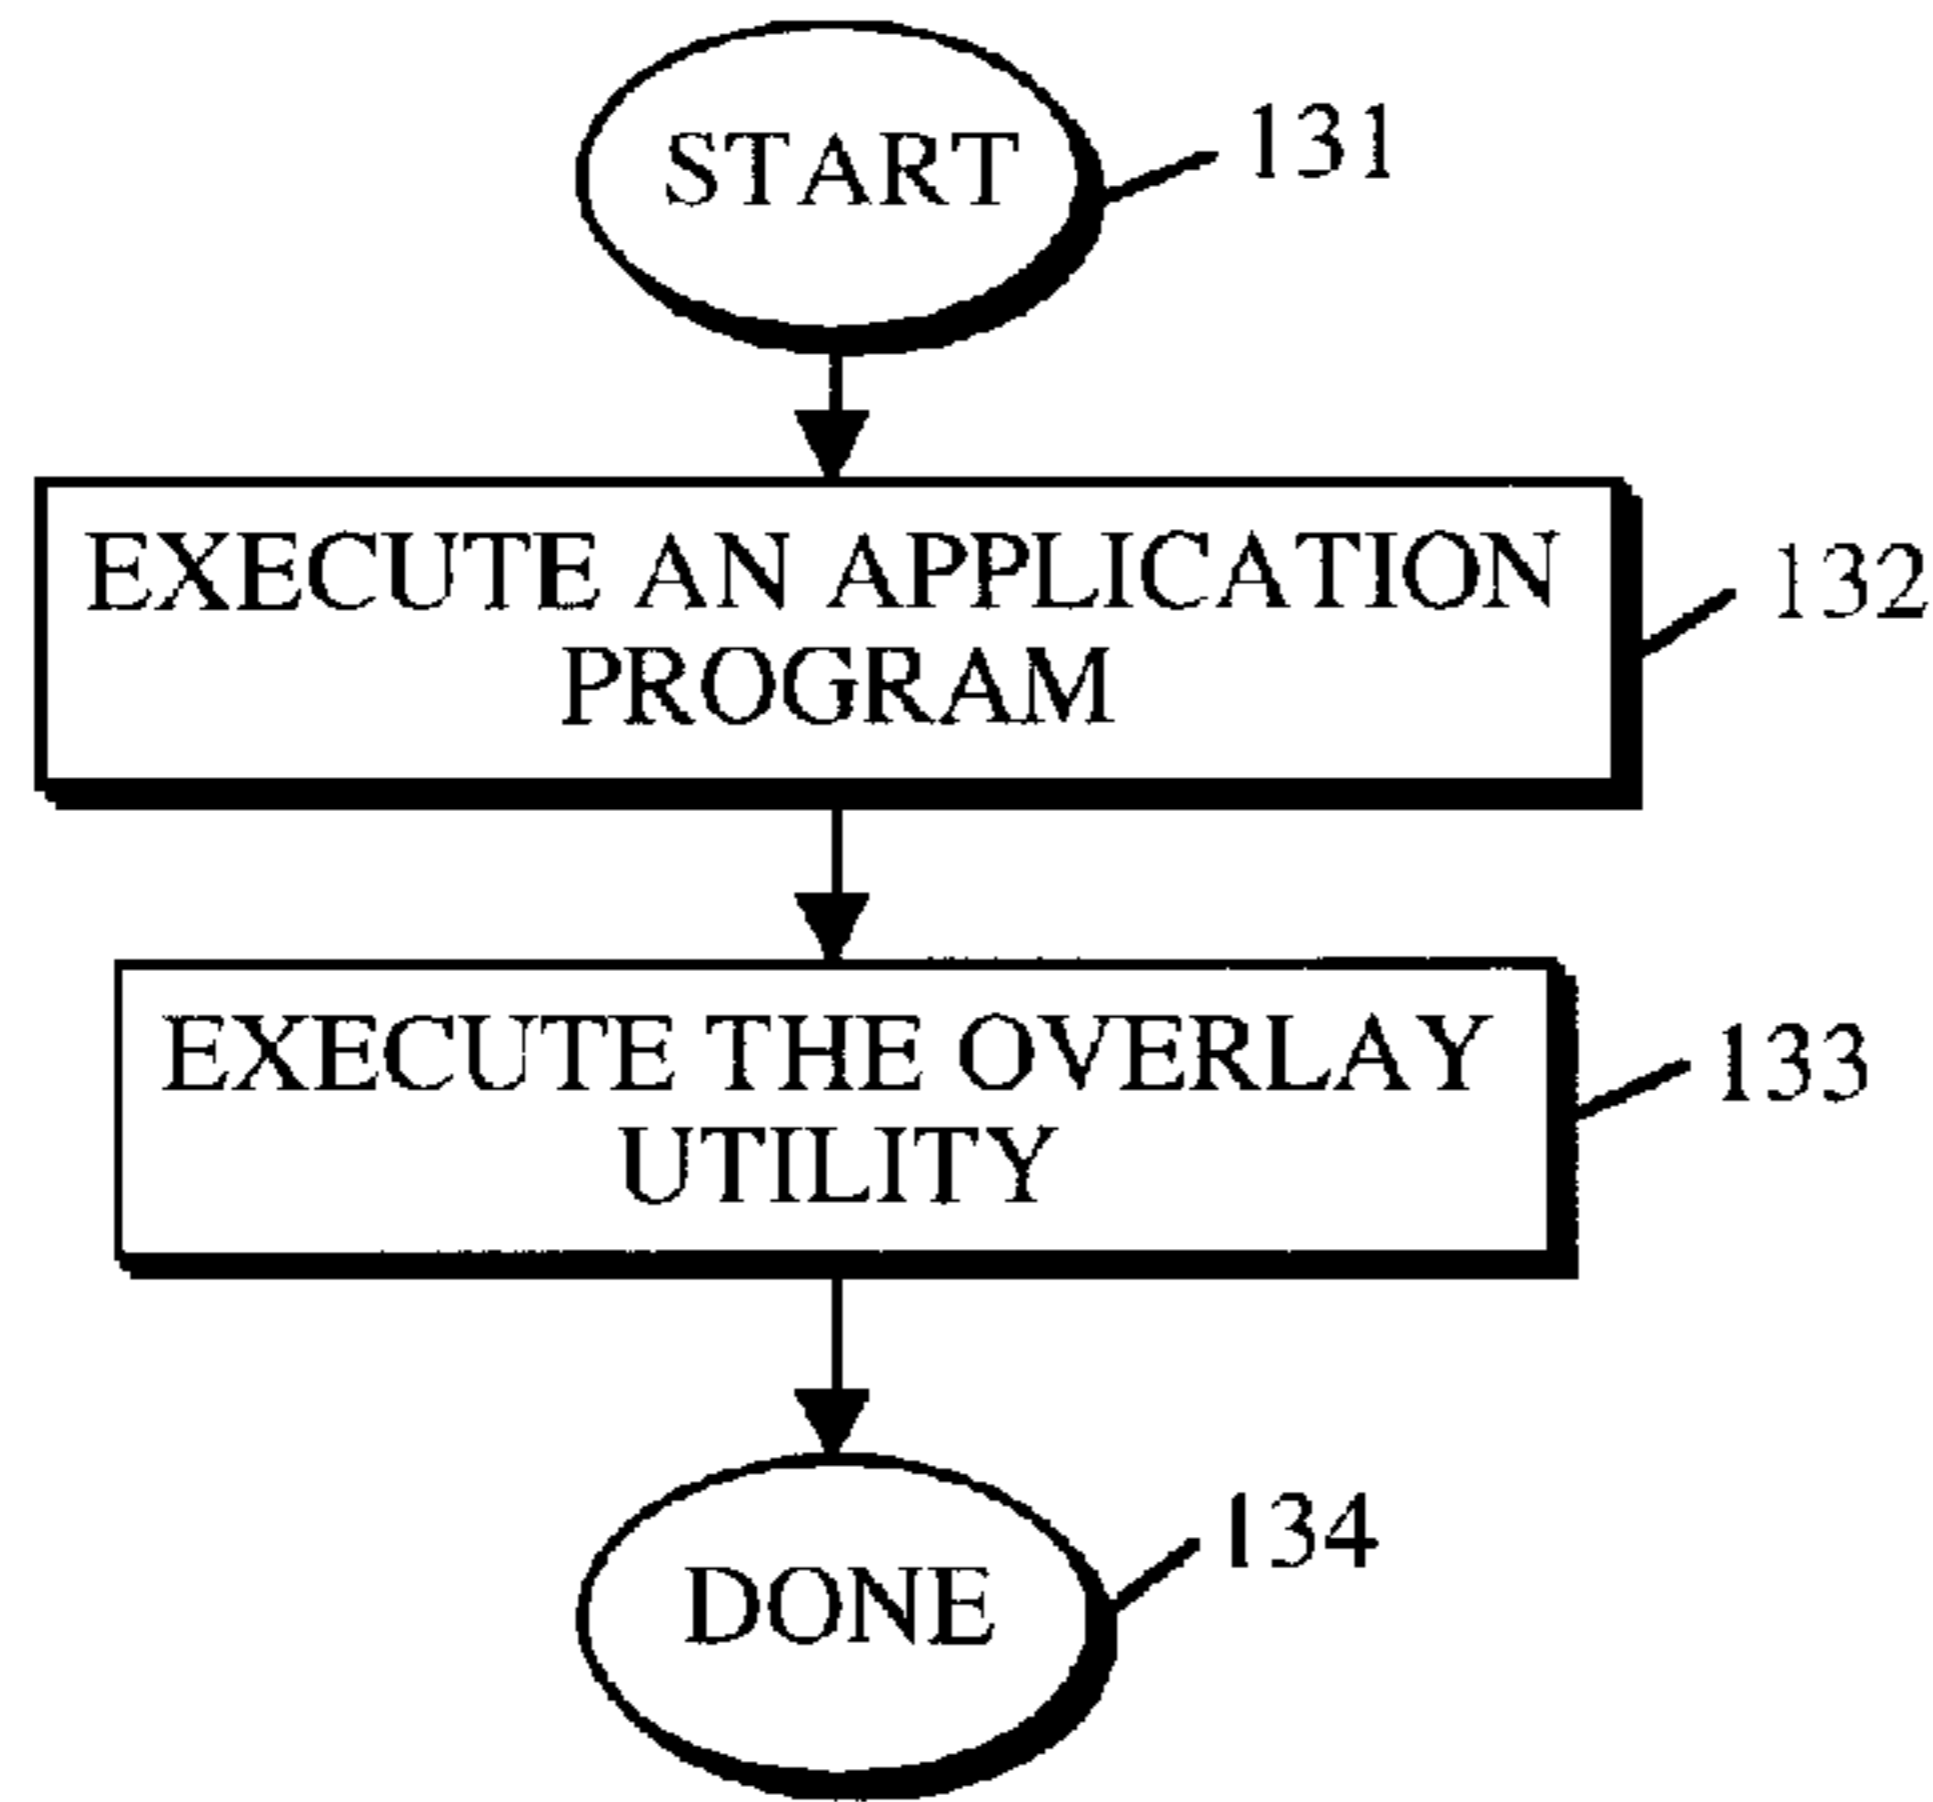 START
131
EXECUTE AN APPLICATION
PROGRAM
132
EXECUTE THE OVERLAY
UTILITY
133
DONE
134